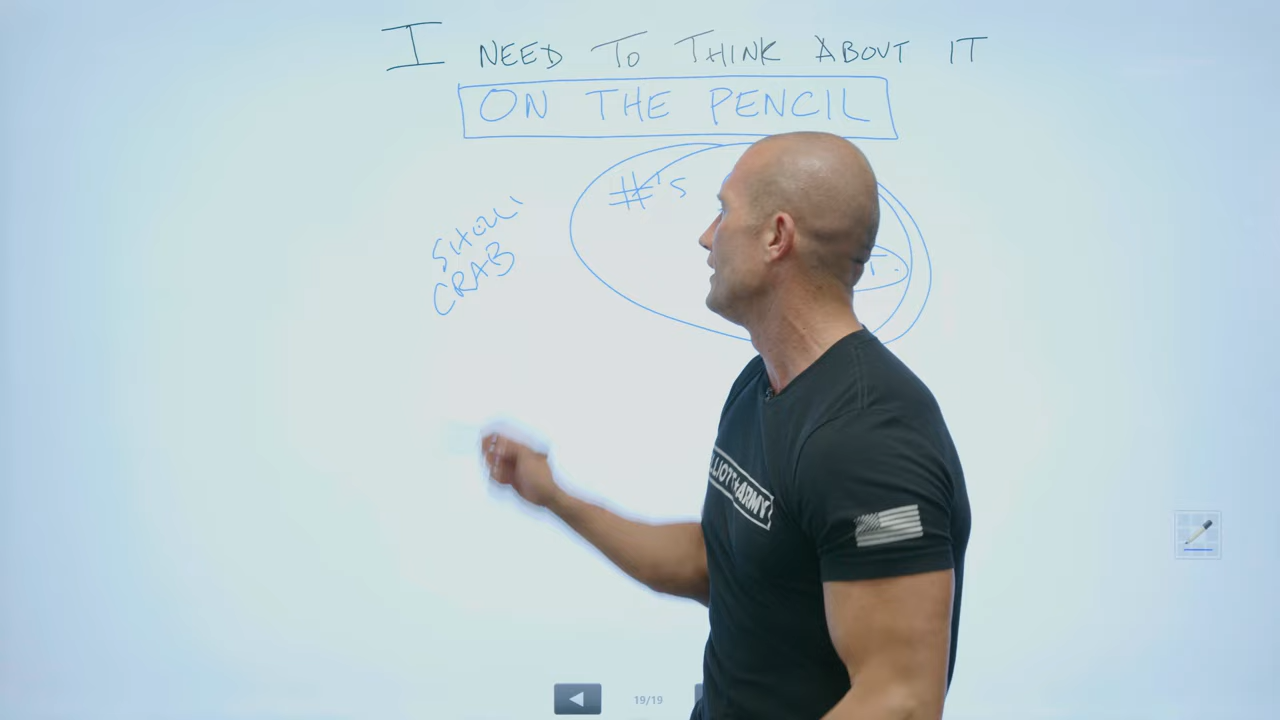 I NEED TO THINK ABOUT IT
ON THE PENCIL
#'s
CRAB
ELLIOTT ARMY
19/19